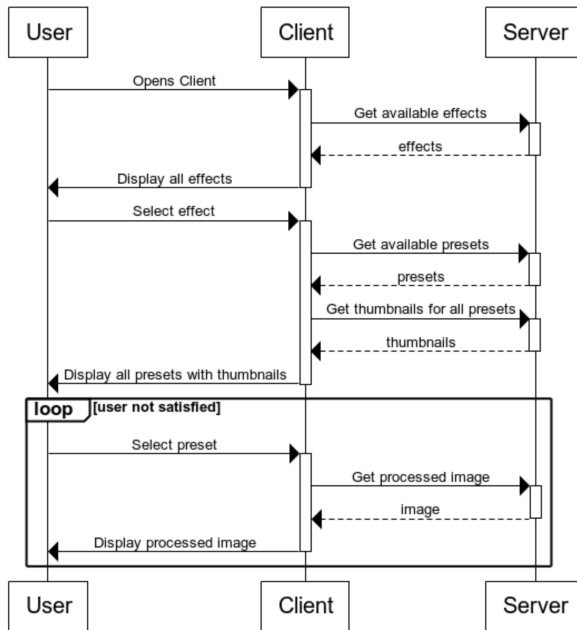 User Client Server
Opens Client
Get available effects
effects
Display all effects
Select effect
Get available presets
presets
Get thumbnails for all presets
thumbnails
Display all presets with thumbnails
loop [user not satisfied]
Select preset
Get processed image
image
Display processed image
User Client Server